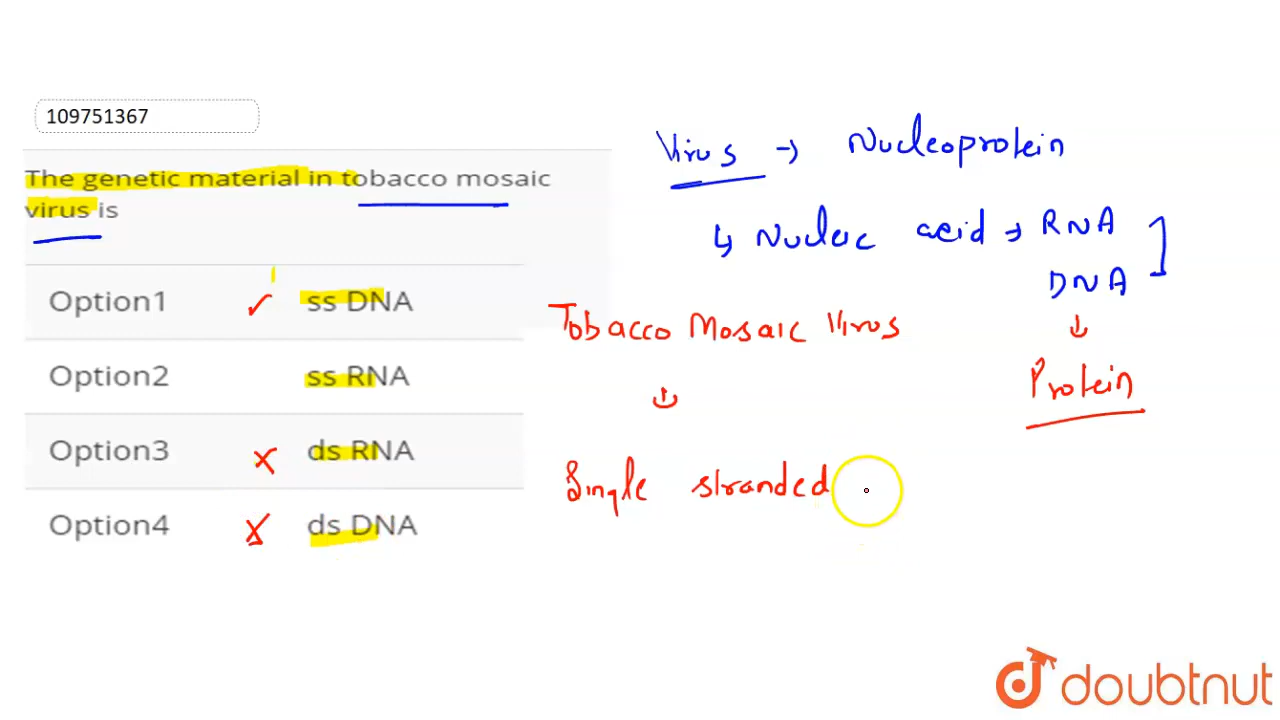 109751367
The genetic material in tobacco mosaic
virus is
Option1 ss DNA
Option2 ss RNA
Option3 ds RNA
Option4 ds DNA
Virus → Nucleoprotein
↳ Nucleic acid → RNA
DNA
↓
Protein
Tobacco Mosaic Virus
↓
Single stranded
doubtnut